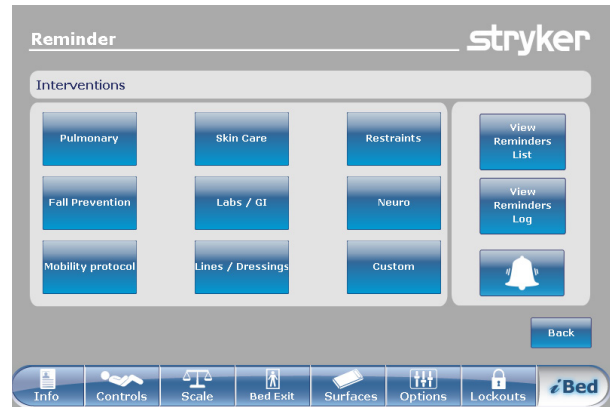 Reminder
stryker
Interventions
Pulmonary
Skin Care
Restraints
View
Reminders
List
Fall Prevention
Labs / GI
Neuro
View
Reminders
Log
Mobility protocol
Lines / Dressings
Custom
Back
Info
Controls
Scale
Bed Exit
Surfaces
Options
Lockouts
iBed